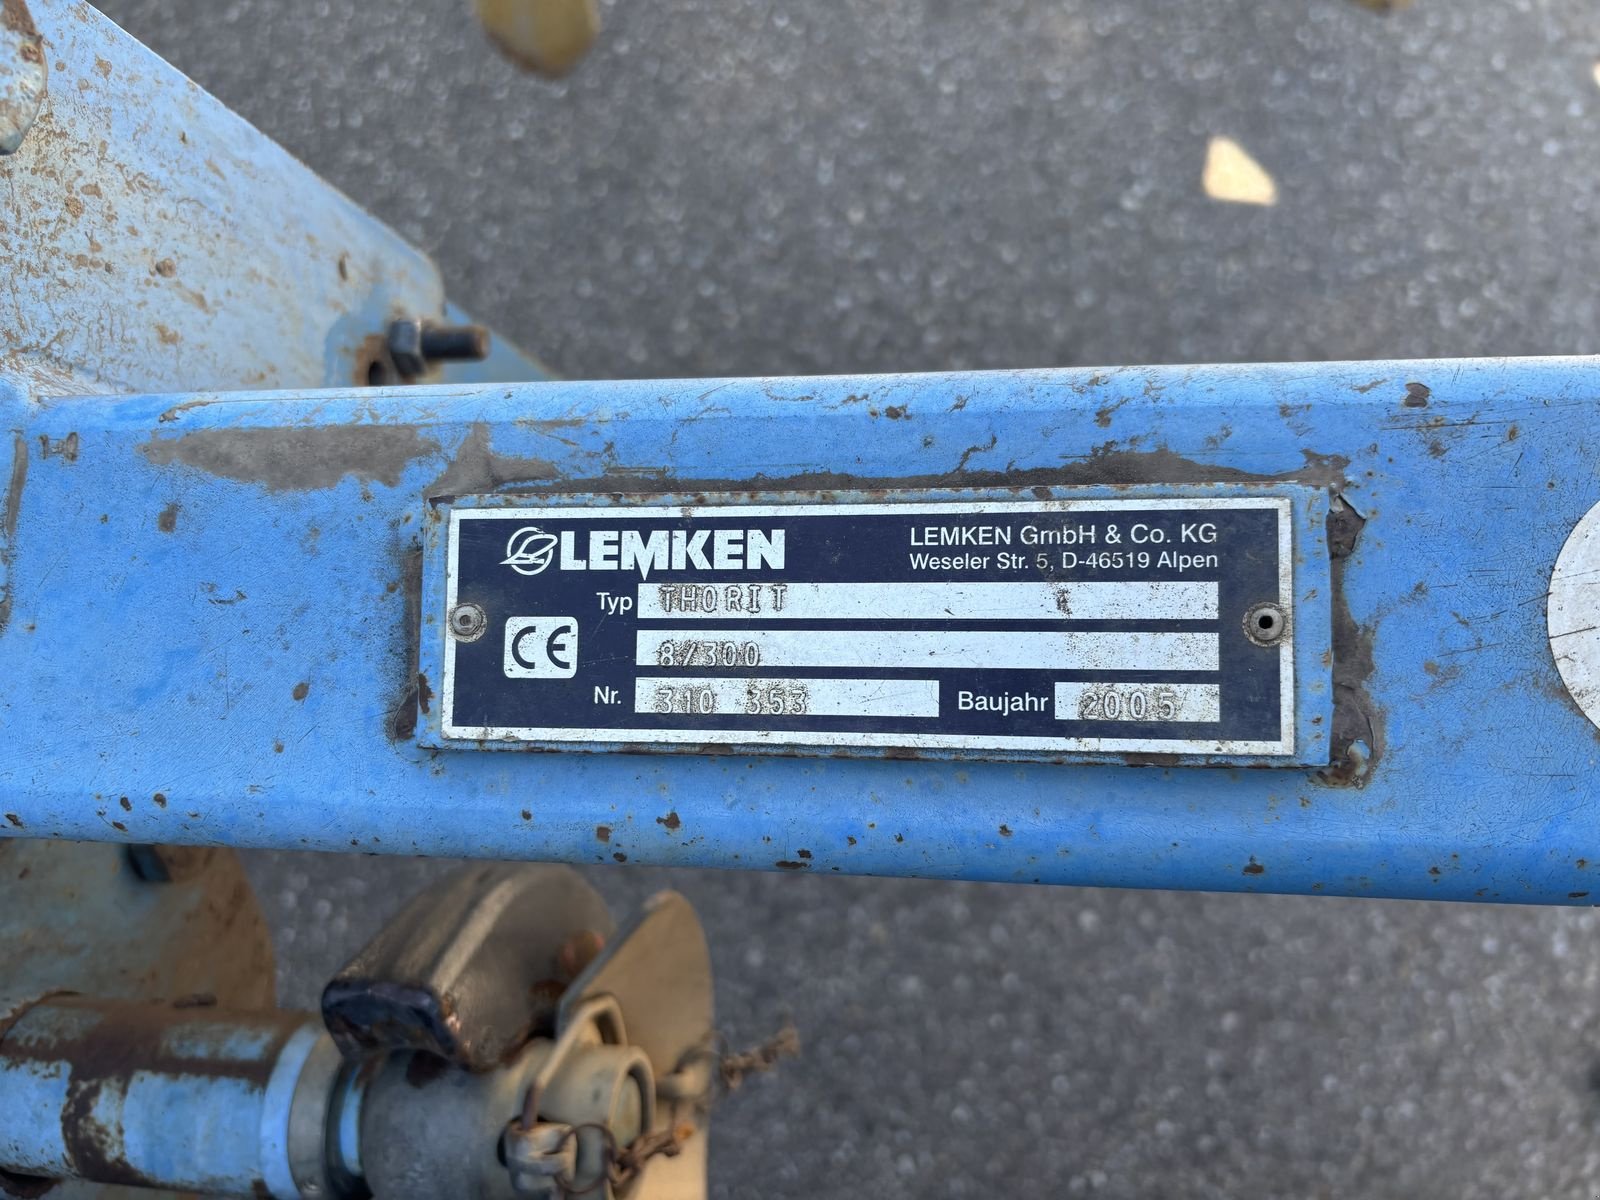 LEMKEN
LEMKEN GmbH & Co. KG
Weseler Str. 5, D-46519 Alpen
Typ THORIT
CE 8/300
Nr. 310 353 Baujahr 2005